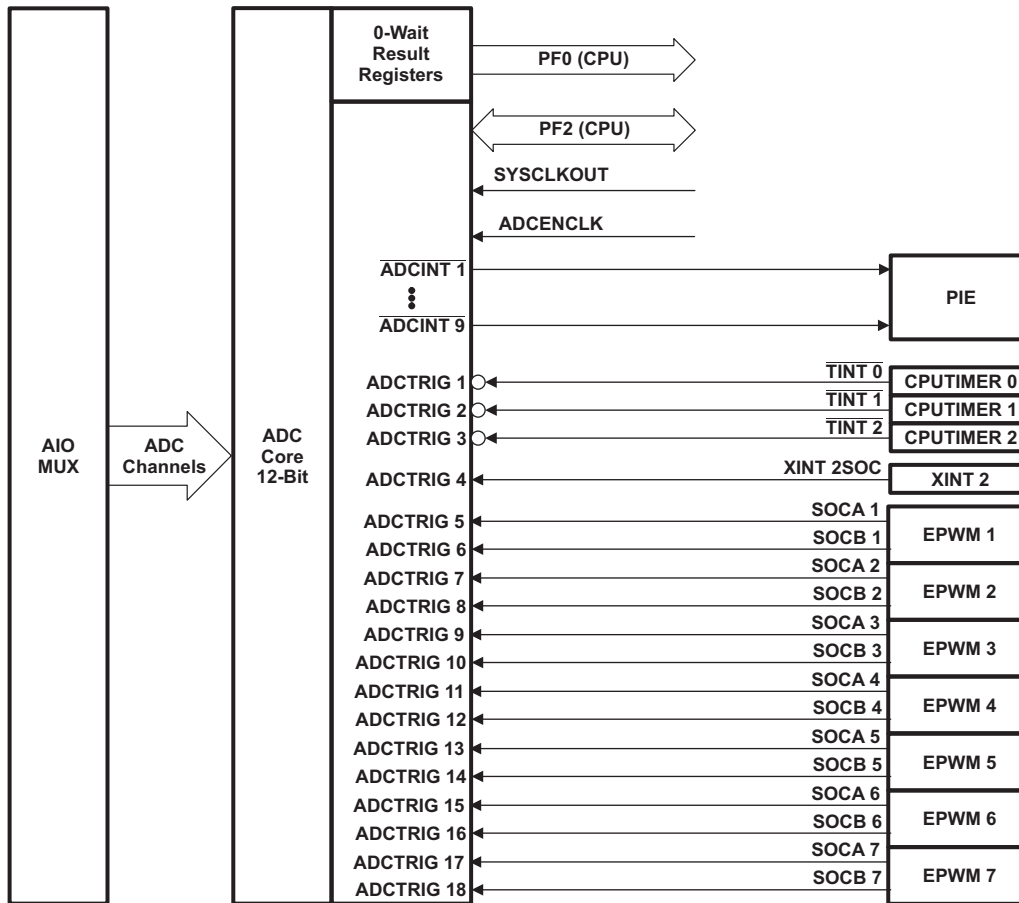 0-Wait
Result
Registers
PF0 (CPU)
PF2 (CPU)
SYSCLKOUT
ADCENCLK
ADCINT 1
ADCINT 9
PIE
AIO
MUX
ADC
Channels
ADC
Core
12-Bit
ADCTRIG 1
TINT 0
CPUTIMER 0
ADCTRIG 2
TINT 1
CPUTIMER 1
ADCTRIG 3
TINT 2
CPUTIMER 2
ADCTRIG 4
XINT 2SOC
XINT 2
ADCTRIG 5
SOCA 1
ADCTRIG 6
SOCB 1
EPWM 1
ADCTRIG 7
SOCA 2
ADCTRIG 8
SOCB 2
EPWM 2
ADCTRIG 9
SOCA 3
ADCTRIG 10
SOCB 3
EPWM 3
ADCTRIG 11
SOCA 4
ADCTRIG 12
SOCB 4
EPWM 4
ADCTRIG 13
SOCA 5
ADCTRIG 14
SOCB 5
EPWM 5
ADCTRIG 15
SOCA 6
ADCTRIG 16
SOCB 6
EPWM 6
ADCTRIG 17
SOCA 7
ADCTRIG 18
SOCB 7
EPWM 7